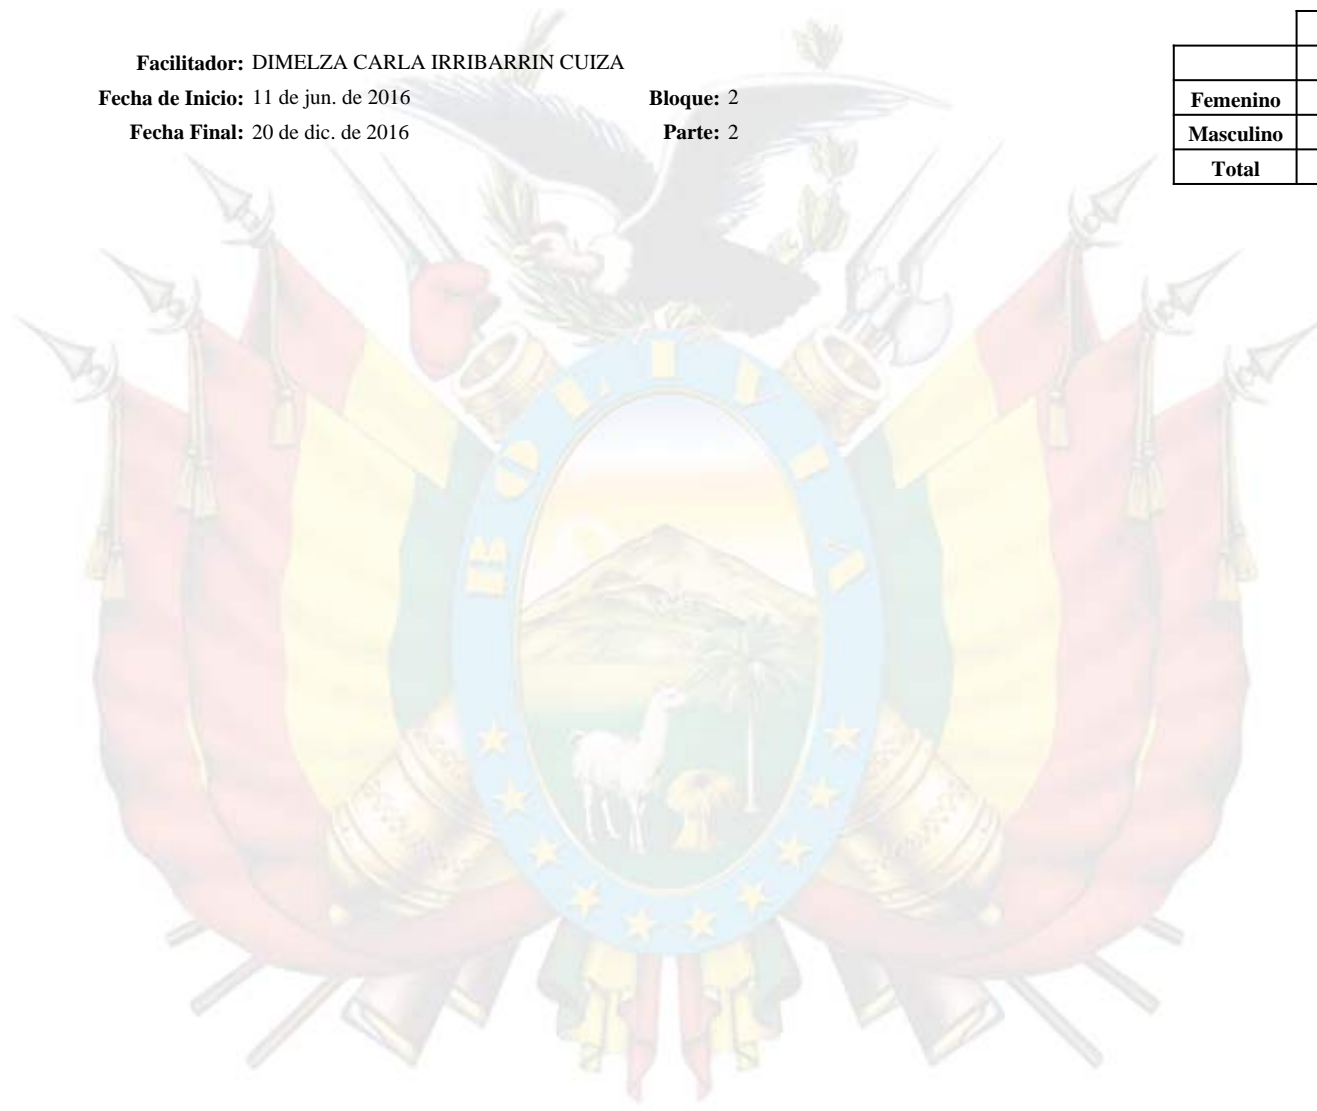 Facilitador: DIMELZA CARLA IRRIBARRIN CUIZA
Fecha de Inicio: 11 de jun. de 2016 Bloque: 2
Fecha Final: 20 de dic. de 2016 Parte: 2
Femenino
Masculino
Total
BOLIVIA